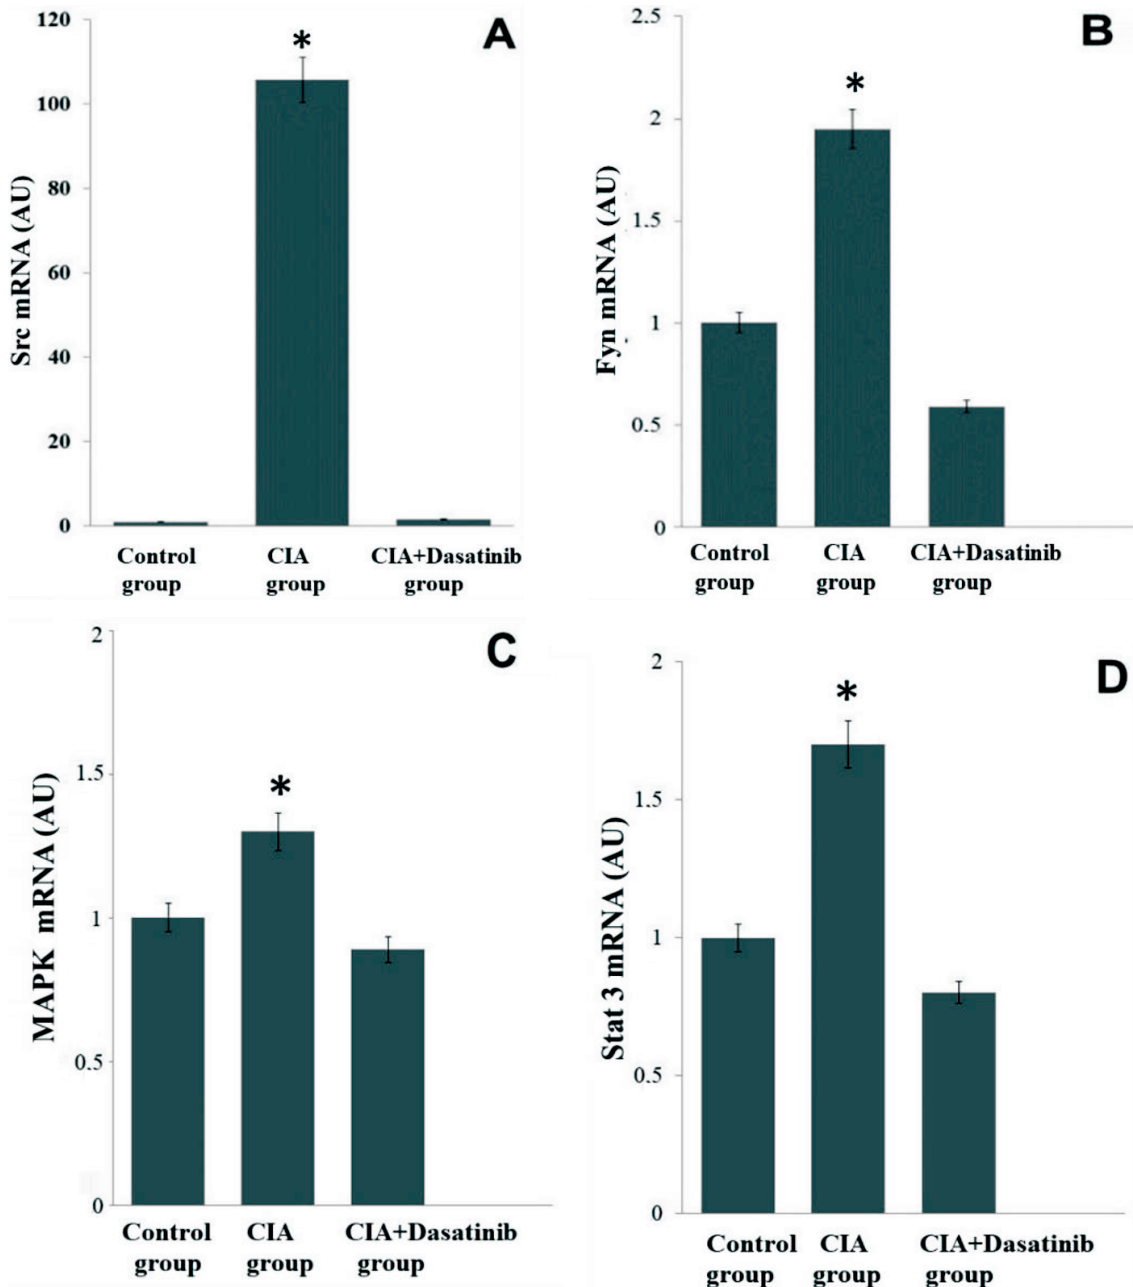 A
Src mRNA (AU)
120
*
100
80
60
40
20
0
Control CIA CIA+Dasatinib
group group group
B
Fyn mRNA (AU)
2.5
*
2
1.5
1
0.5
0
Control CIA CIA+Dasatinib
group group group
C
MAPK mRNA (AU)
2
1.5
*
1
0.5
0
Control CIA CIA+Dasatinib
group group group
D
Stat 3 mRNA (AU)
2
*
1.5
1
0.5
0
Control CIA CIA+Dasatinib
group group group